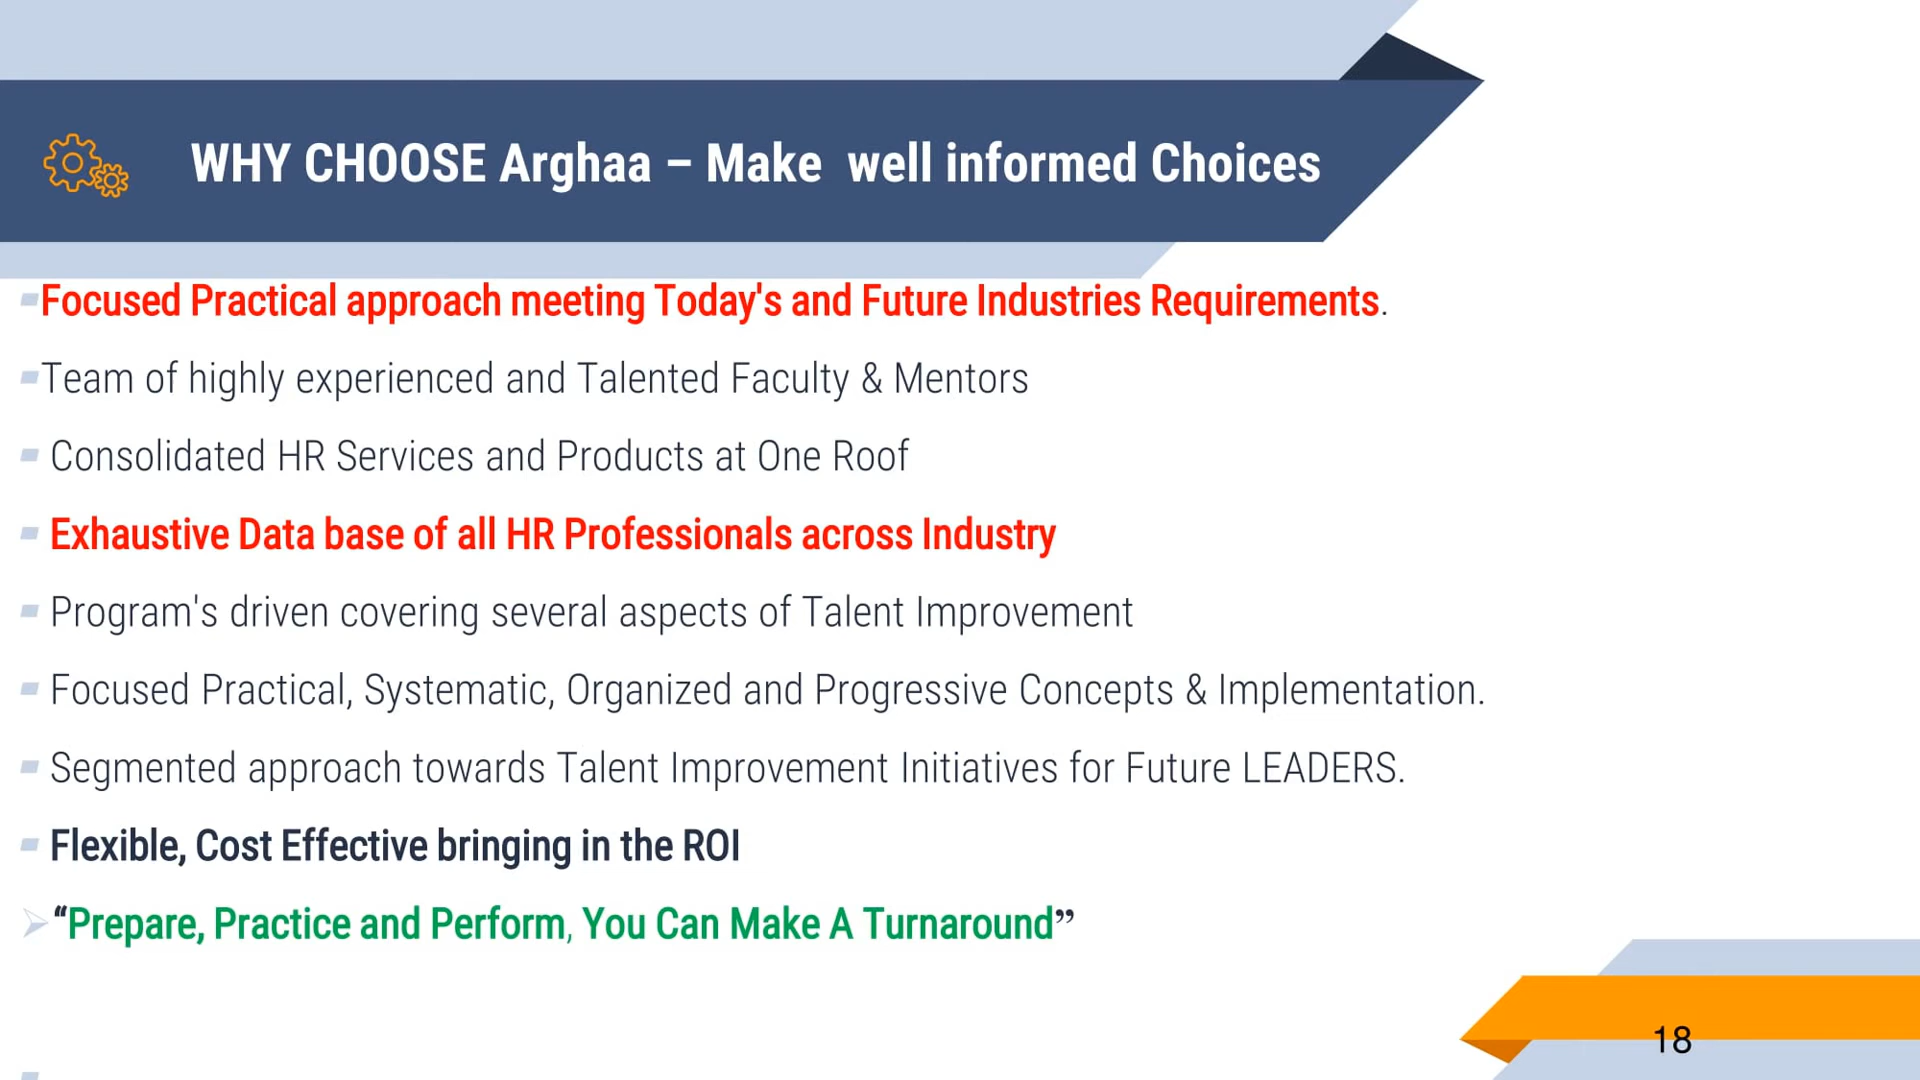 WHY CHOOSE Arghaa – Make  well informed Choices
Focused Practical approach meeting Today's and Future Industries Requirements.
Team of highly experienced and Talented Faculty & Mentors
Consolidated HR Services and Products at One Roof
Exhaustive Data base of all HR Professionals across Industry
Program's driven covering several aspects of Talent Improvement
Focused Practical, Systematic, Organized and Progressive Concepts & Implementation.
Segmented approach towards Talent Improvement Initiatives for Future LEADERS.
Flexible, Cost Effective bringing in the ROI
“Prepare, Practice and Perform, You Can Make A Turnaround”
18